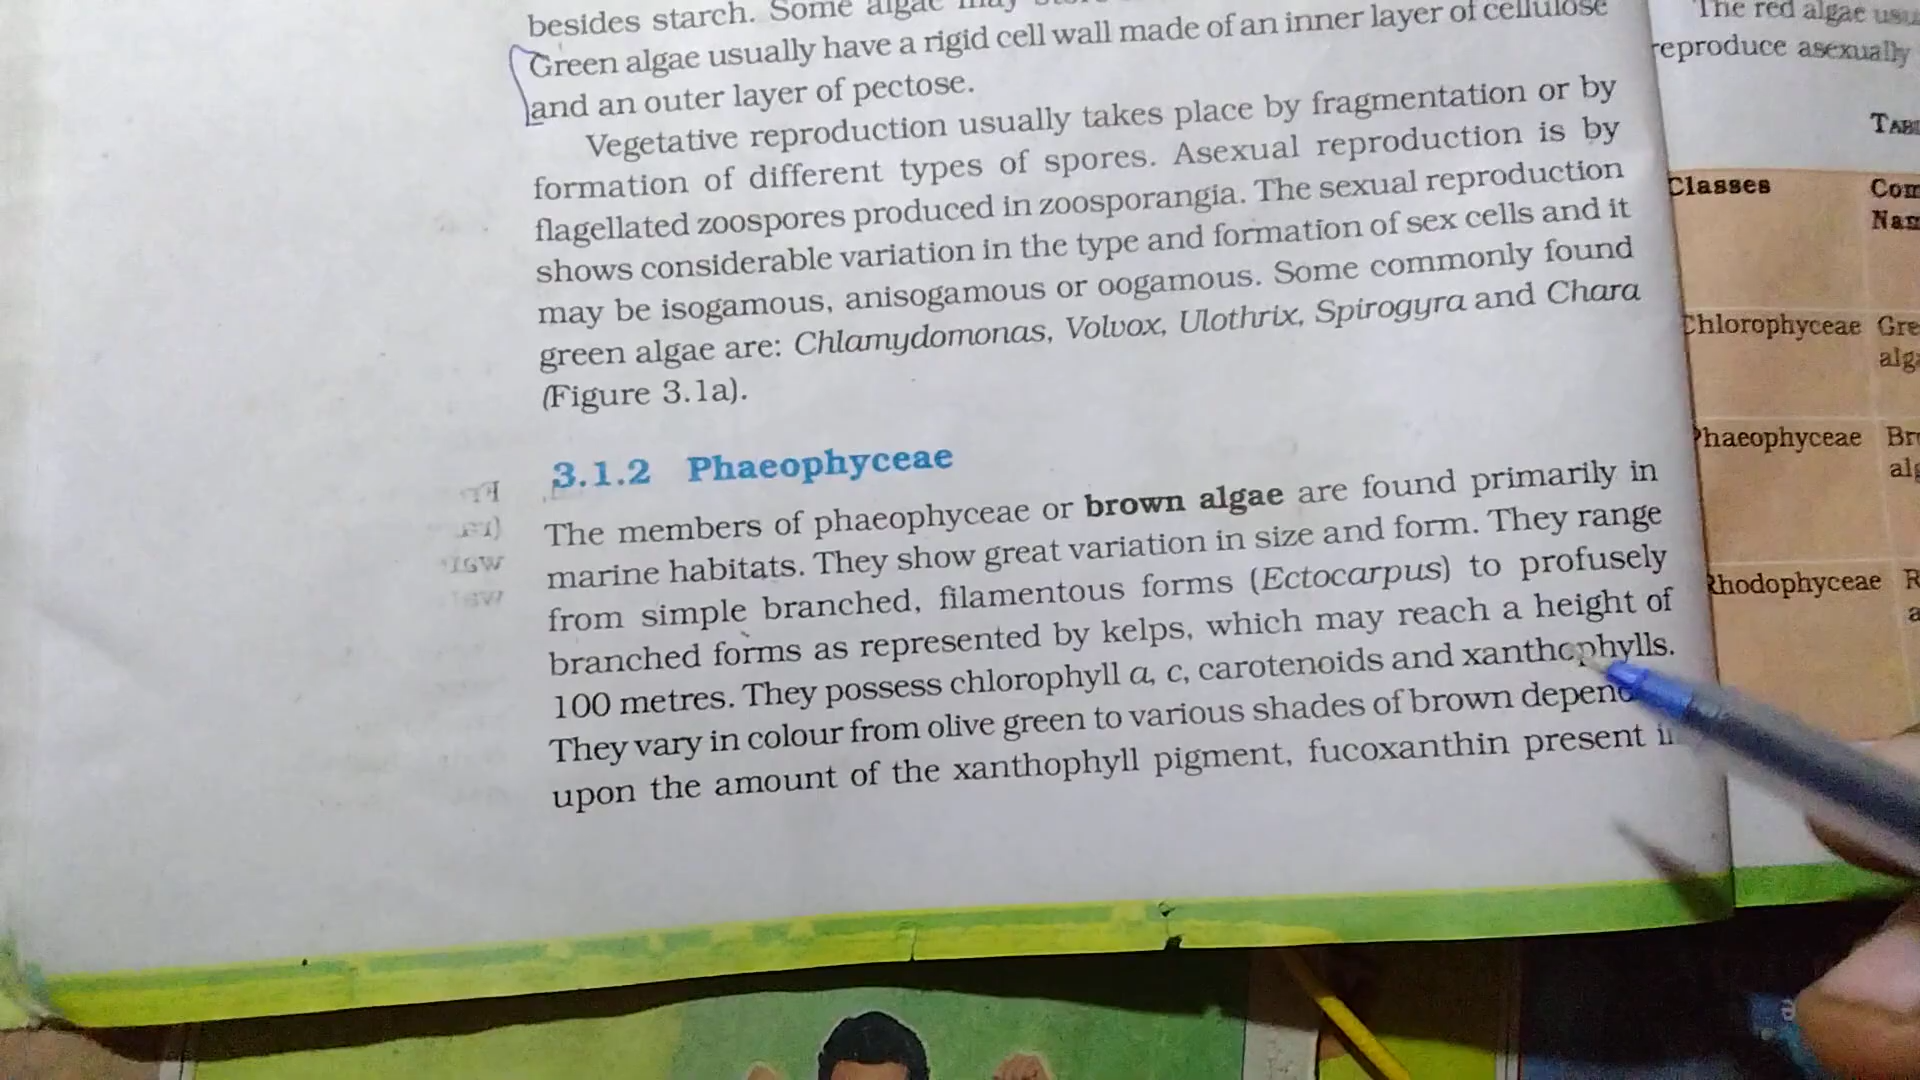 besides starch. Some algae may
Green algae usually have a rigid cell wall made of an inner layer of cellulose
and an outer layer of pectose.
Vegetative reproduction usually takes place by fragmentation or by
formation of different types of spores. Asexual reproduction is by
flagellated zoospores produced in zoosporangia. The sexual reproduction
shows considerable variation in the type and formation of sex cells and it
may be isogamous, anisogamous or oogamous. Some commonly found
green algae are: Chlamydomonas, Volvox, Ulothrix, Spirogyra and Chara
(Figure 3.1a).
3.1.2 Phaeophyceae
The members of phaeophyceae or brown algae are found primarily in
marine habitats. They show great variation in size and form. They range
from simple branched, filamentous forms (Ectocarpus) to profusely
branched forms as represented by kelps, which may reach a height of
100 metres. They possess chlorophyll a, c, carotenoids and xanthophylls.
They vary in colour from olive green to various shades of brown depen
upon the amount of the xanthophyll pigment, fucoxanthin present i
The red algae usu
reproduce asexually
TAB
Classes Com
Nam
Chlorophyceae Gre
alg
Phaeophyceae Br
alg
Rhodophyceae R
a